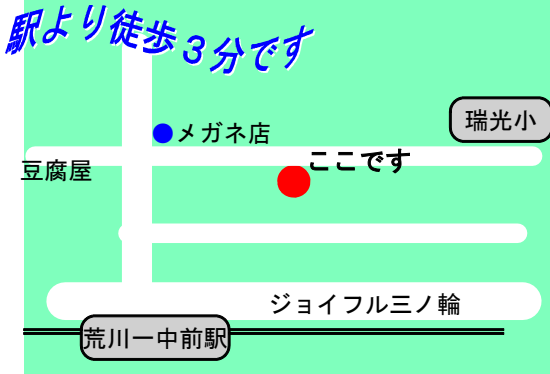 駅より徒歩３分です
メガネ店
瑞光小
ここです
豆腐屋
ジョイフル三ノ輪
荒川一中前駅